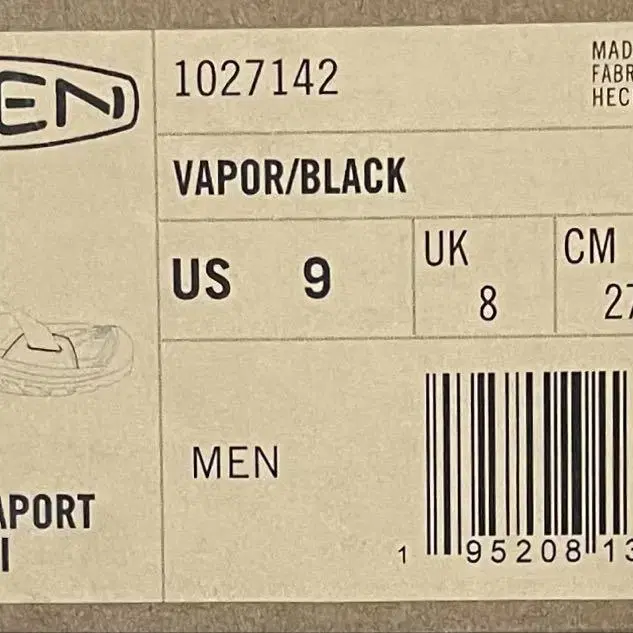 EN
1027142
MAD
FABR
HEC
VAPOR/BLACK
US 9
UK
8
CM
27
MEN
APORT
I
1 95208 13